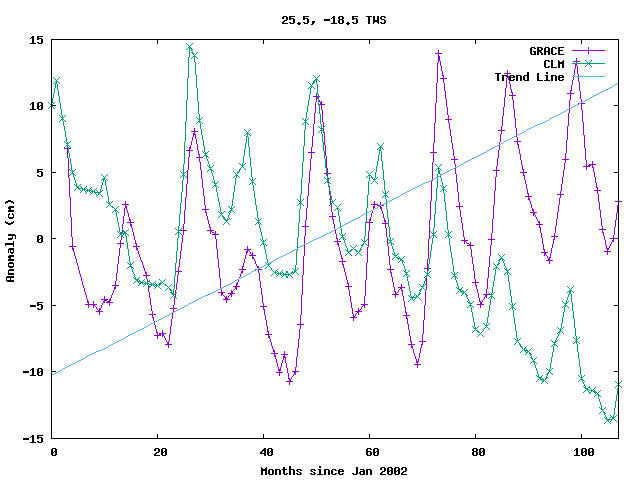 25.5, -18.5 TWS
GRACE
CLM
Trend Line
15
10
5
0
-5
-10
-15
Anomaly (cm)
0 20 40 60 80 100
Months since Jan 2002